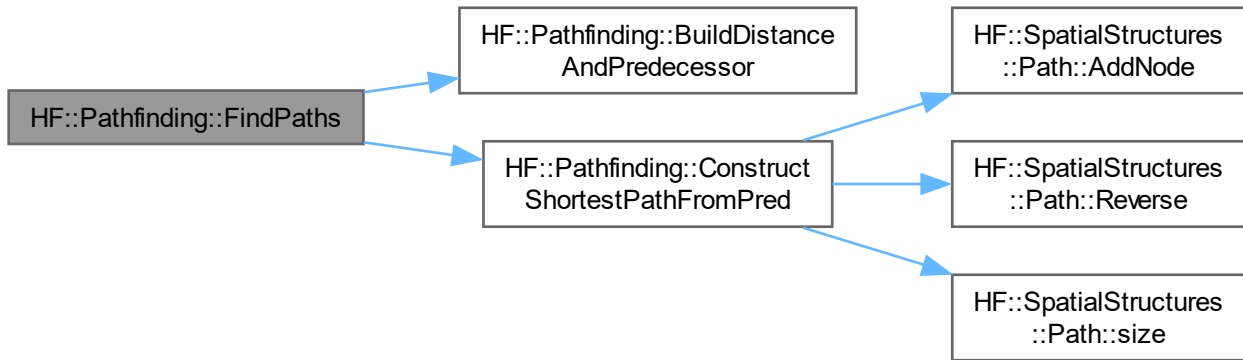 HF::Pathfinding::FindPaths
HF::Pathfinding::BuildDistance
AndPredecessor
HF::Pathfinding::Construct
ShortestPathFromPred
HF::SpatialStructures
::Path::AddNode
HF::SpatialStructures
::Path::Reverse
HF::SpatialStructures
::Path::size